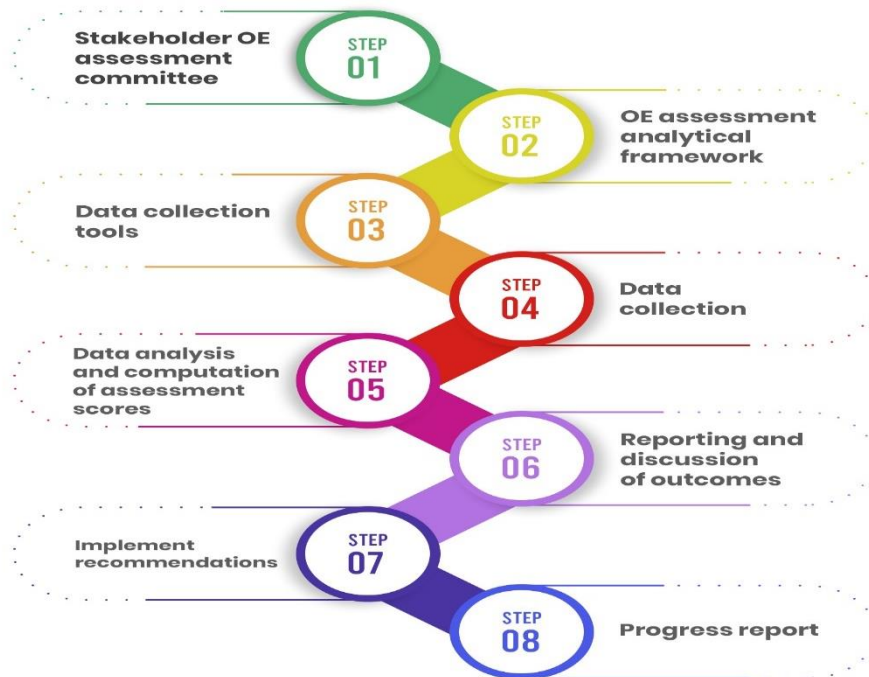 Stakeholder OE
assessment
committee
STEP
01
STEP
02
OE assessment
analytical
framework
Data collection
tools
STEP
03
STEP
04
Data
collection
Data analysis
and computation
of assessment
scores
STEP
05
STEP
06
Reporting and
discussion
of outcomes
Implement
recommendations
STEP
07
STEP
08
Progress report